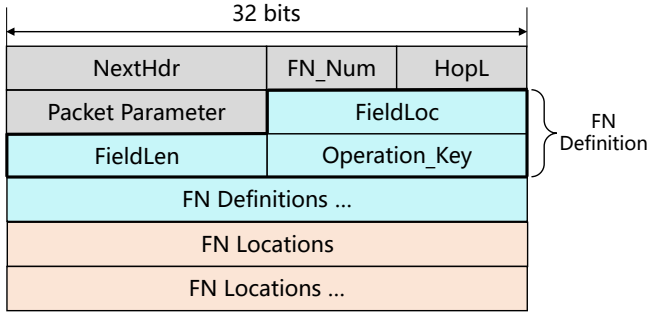 32 bits
NextHdr FN_Num HopL
Packet Parameter FieldLoc
FieldLen Operation_Key
FN
Definition
FN Definitions ...
FN Locations
FN Locations ...